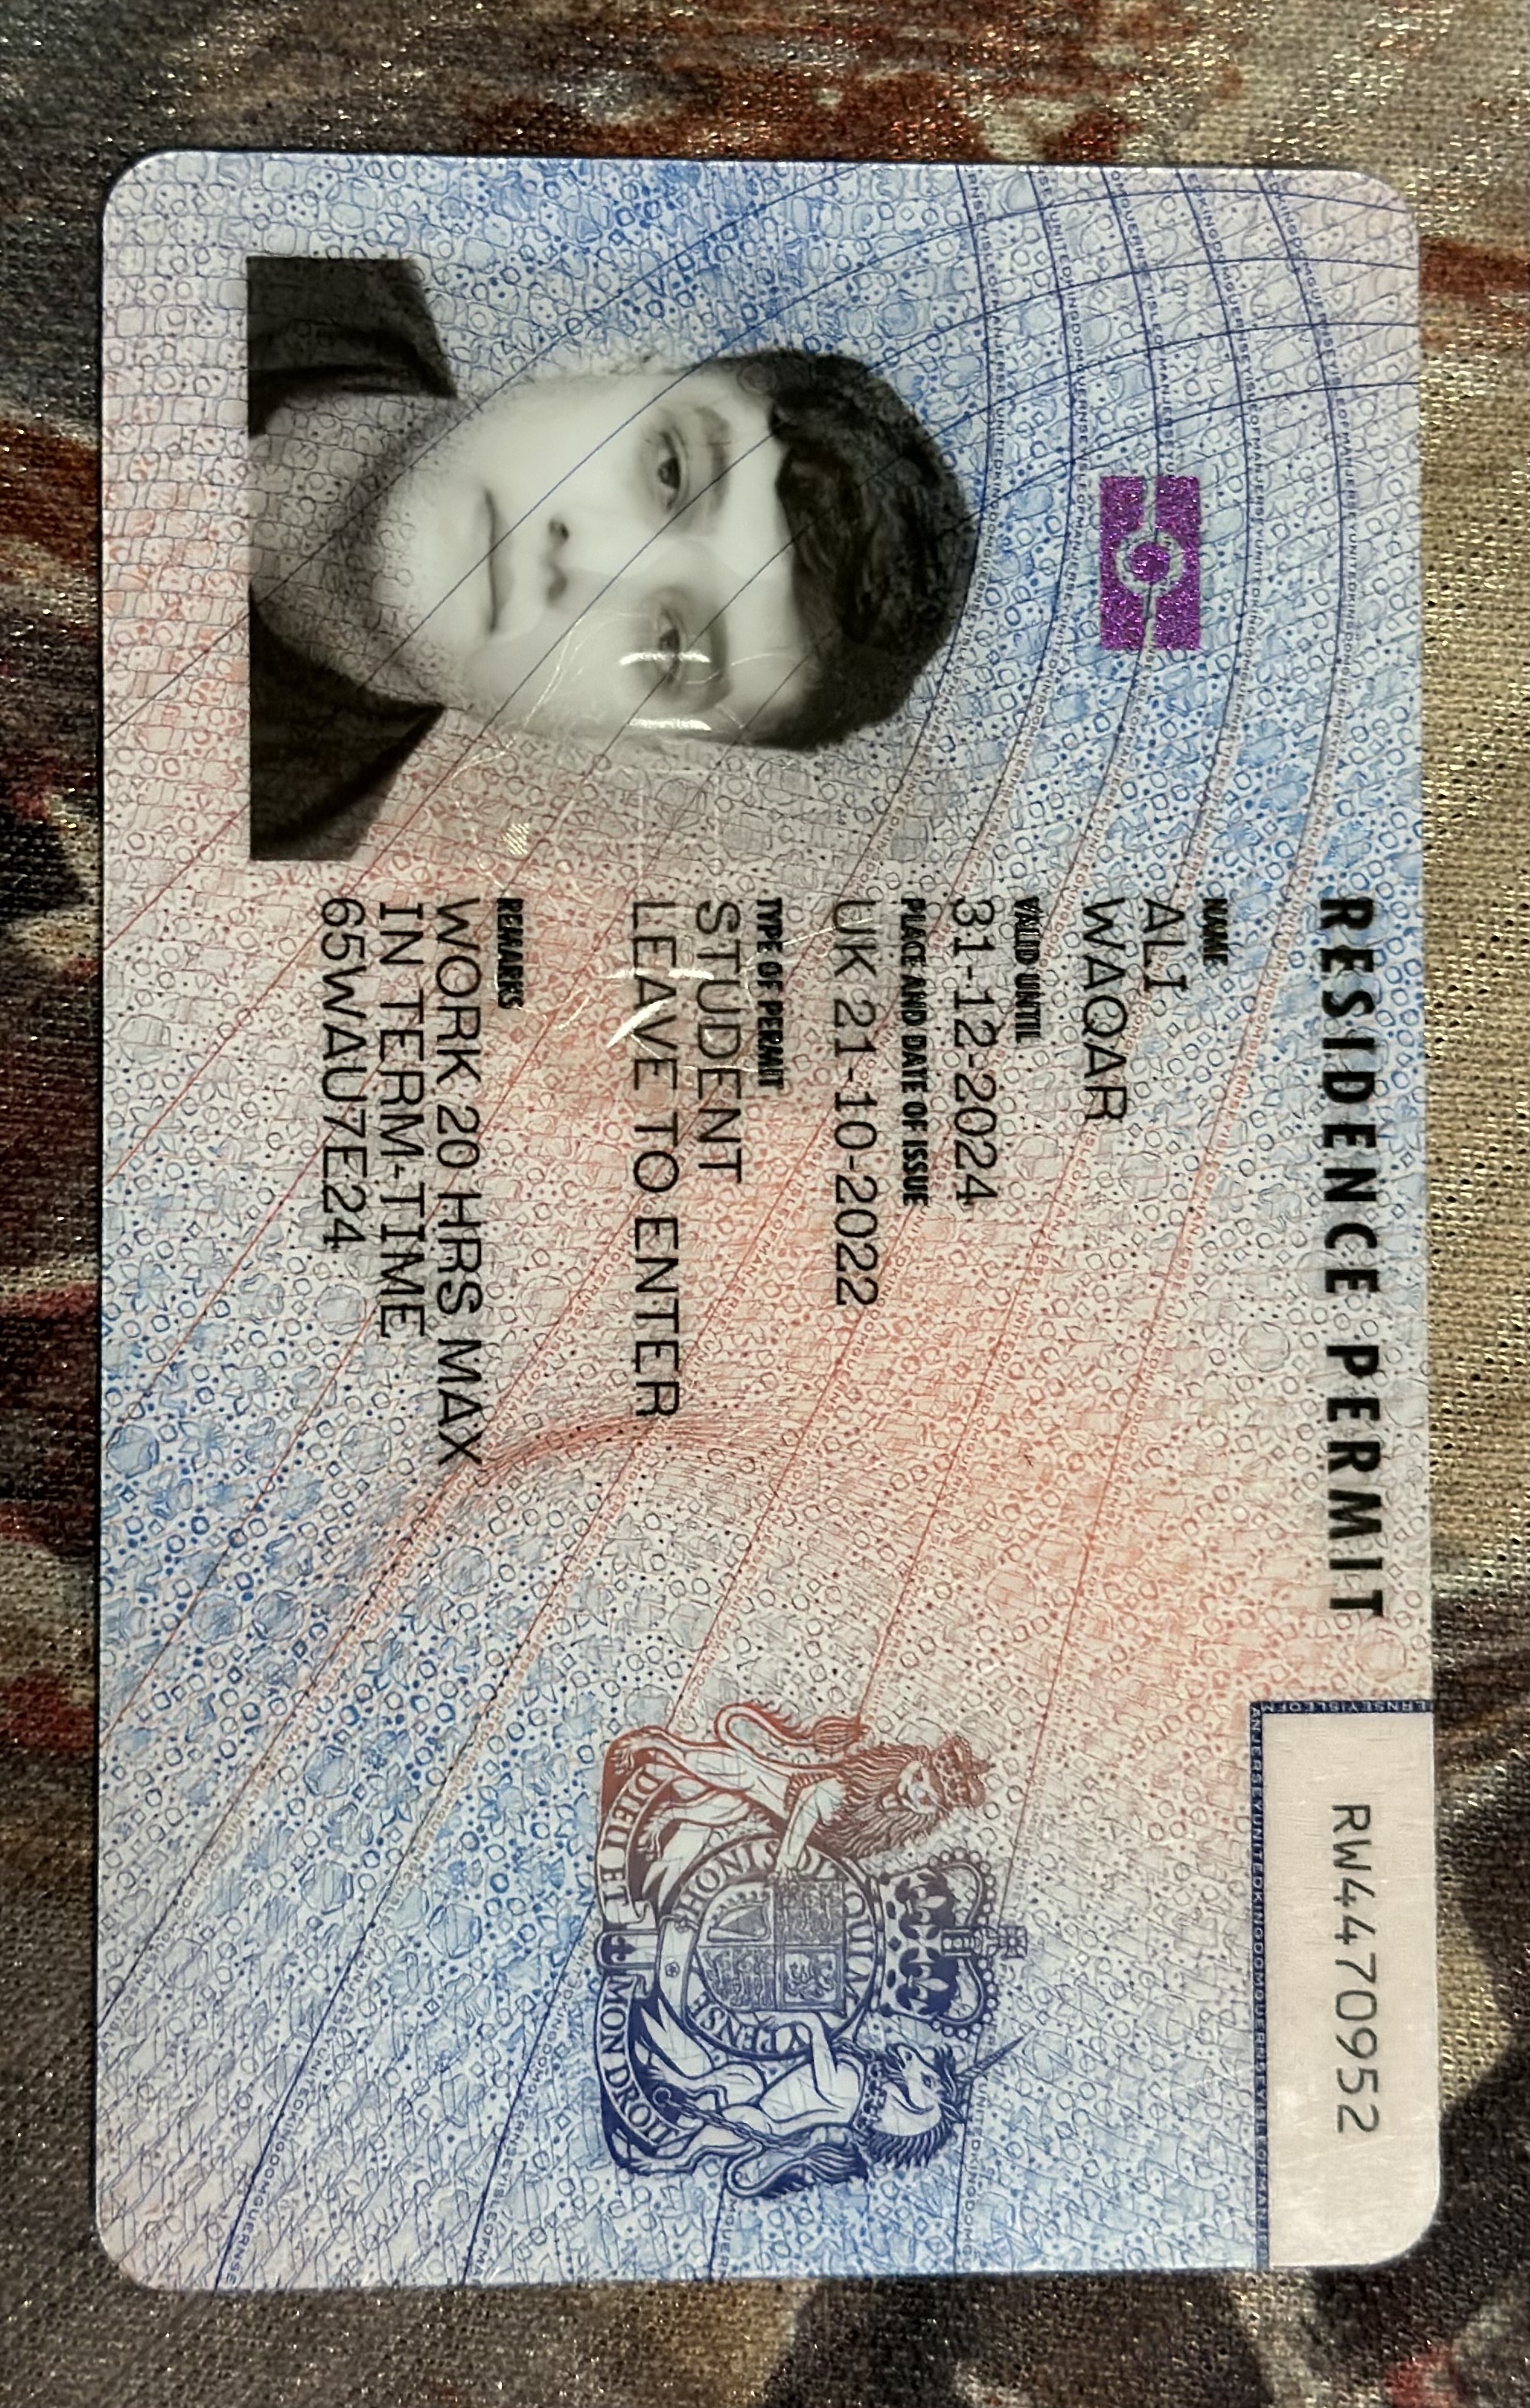 RESIDENCE PERMIT
RW4470952
NAME
ALI
WAQAR
VALID UNTIL
31-12-2024
PLACE AND DATE OF ISSUE
UK 21-10-2022
TYPE OF PERMIT
STUDENT
LEAVE TO ENTER
REMARKS
WORK 20 HRS MAX
IN TERM-TIME
65WAU7E24
HONI SOIT QUI MAL Y PENSE
DIEU ET MON DROIT